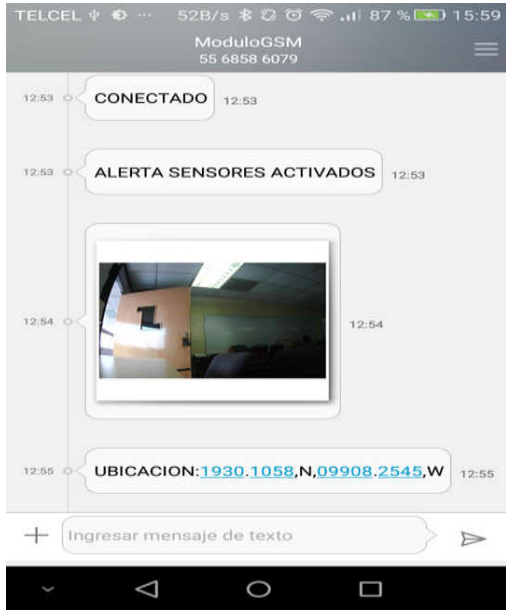 TELCEL ... 52B/s 87 % 15:59
ModuloGSM
55 6858 6079
12:53 CONECTADO 12:53
12:53 ALERTA SENSORES ACTIVADOS 12:53
12:54 12:54
12:55 UBICACION:1930.1058,N,09908.2545,W 12:55
Ingresar mensaje de texto